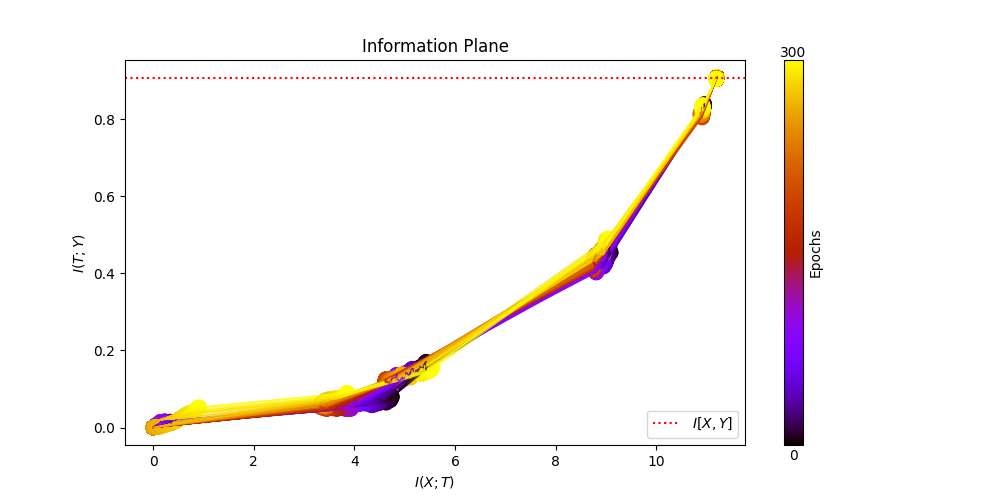 Information Plane
300
0.8
0.6
0.4
0.2
0.0
I(T; Y)
Epochs
I[X, Y]
0 2 4 6 8 10
0
I(X; T)